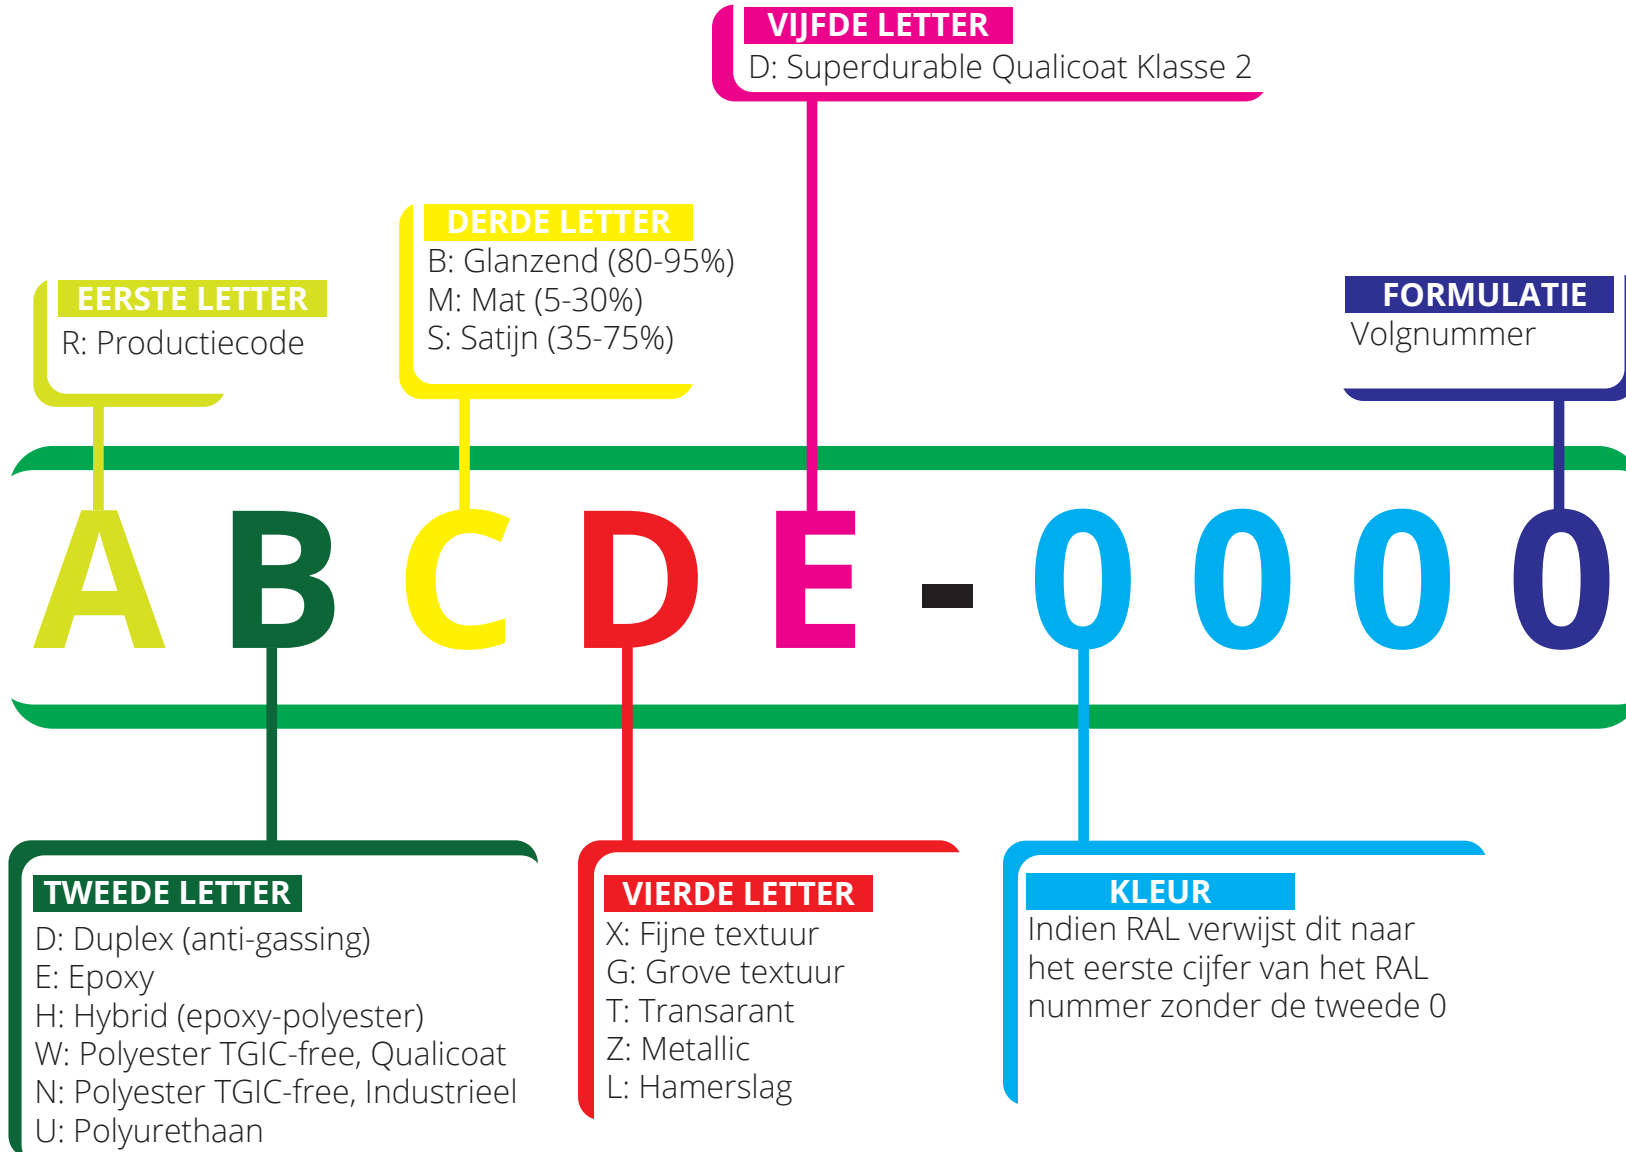 VIJFDE LETTER
D: Superdurable Qualicoat Klasse 2
DERDE LETTER
B: Glanzend (80-95%)
M: Mat (5-30%)
S: Satijn (35-75%)
EERSTE LETTER
R: Productiecode
FORMULATIE
Volgnummer
A B C D E - 0 0 0 0
TWEEDE LETTER
D: Duplex (anti-gassing)
E: Epoxy
H: Hybrid (epoxy-polyester)
W: Polyester TGIC-free, Qualicoat
N: Polyester TGIC-free, Industrieel
U: Polyurethaan
VIERDE LETTER
X: Fijne textuur
G: Grove textuur
T: Transarant
Z: Metallic
L: Hamerslag
KLEUR
Indien RAL verwijst dit naar
het eerste cijfer van het RAL
nummer zonder de tweede 0